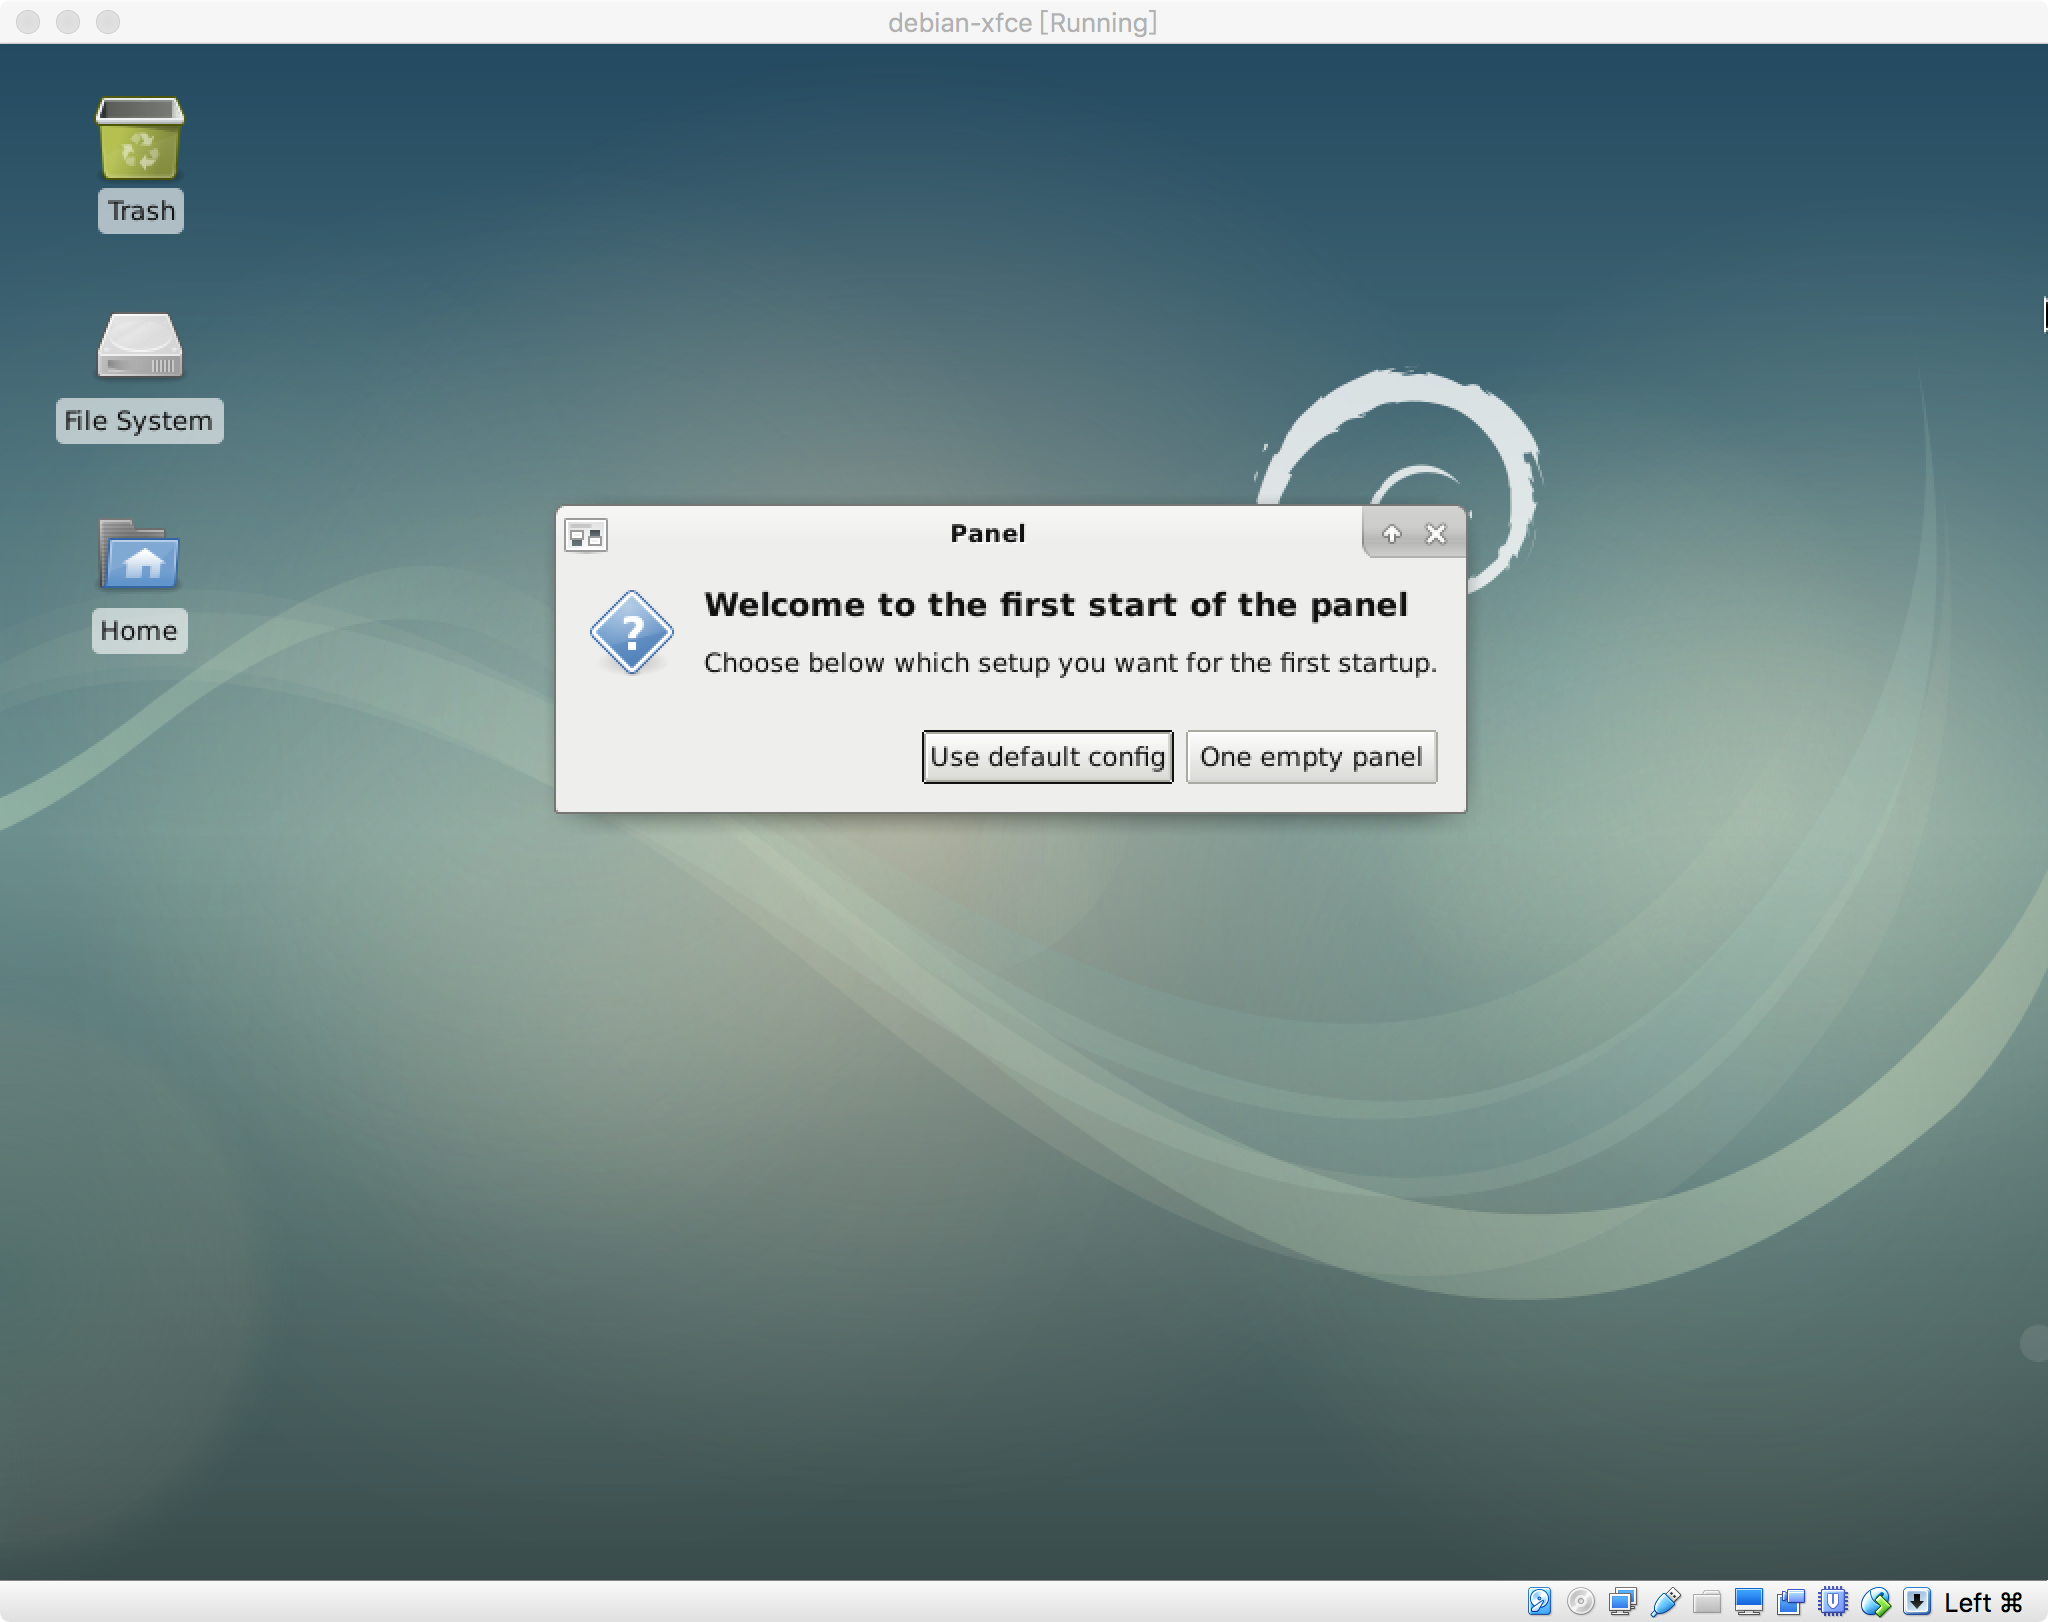 debian-xfce [Running]
Trash
File System
Home
Panel
Welcome to the first start of the panel
Choose below which setup you want for the first startup.
Use default config
One empty panel
Left ⌘